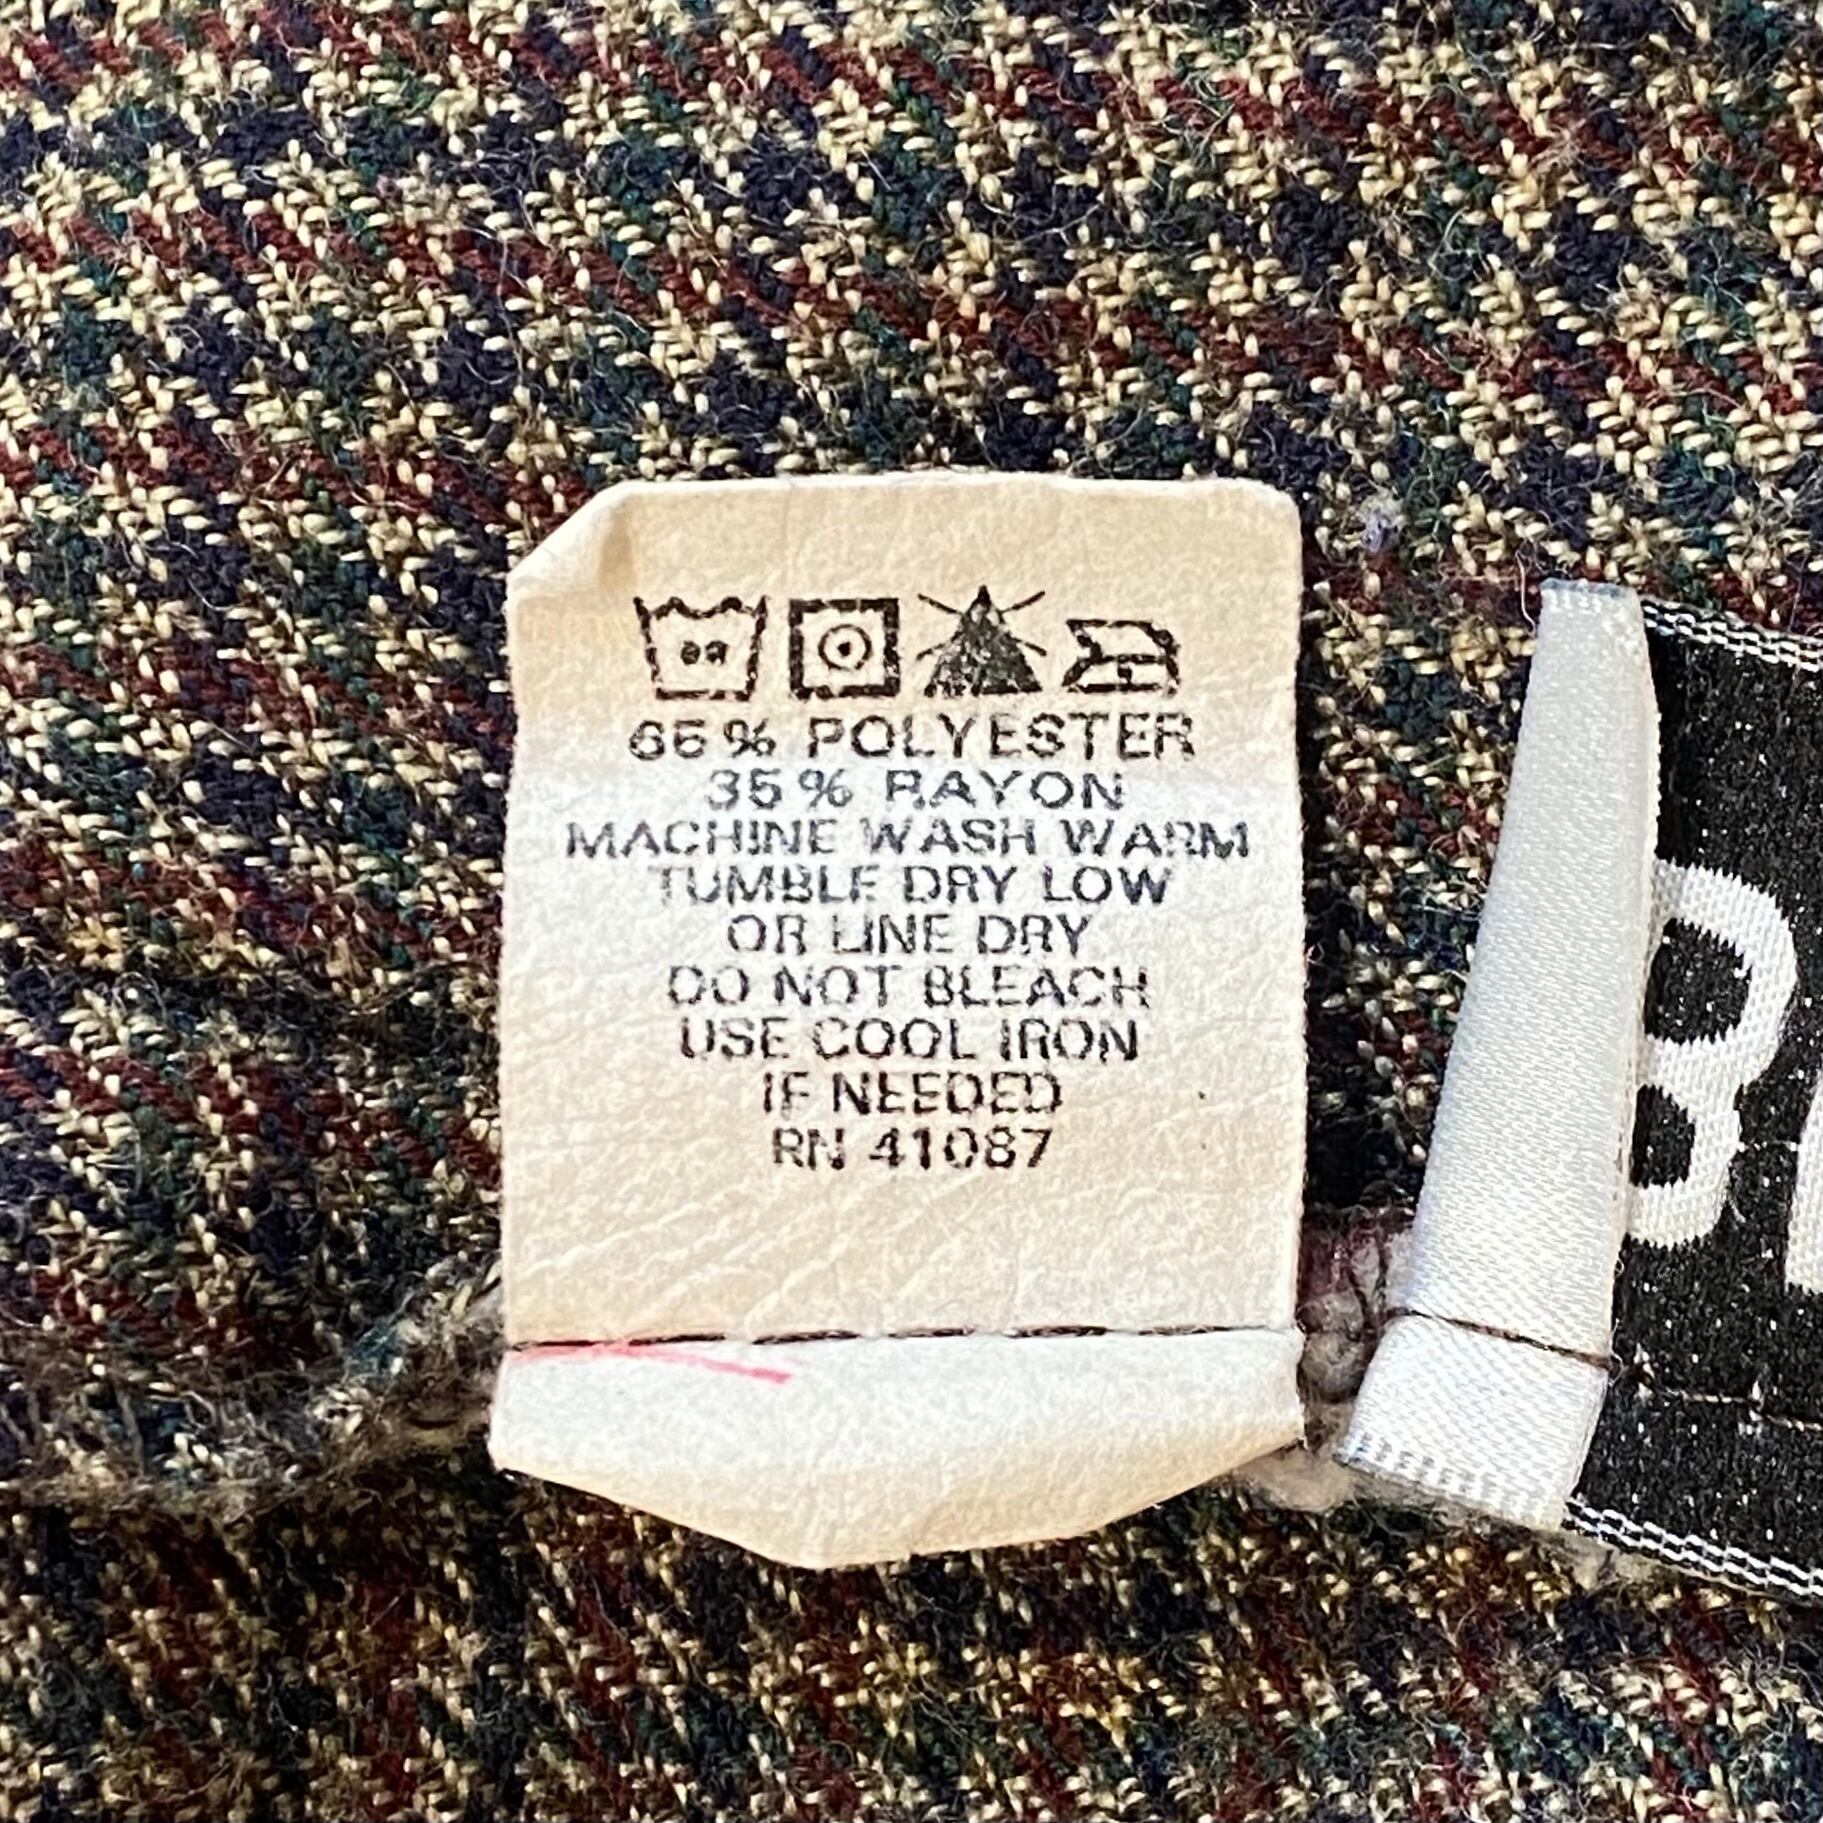 65% POLYESTER
35% RAYON
MACHINE WASH WARM
TUMBLE DRY LOW
OR LINE DRY
DO NOT BLEACH
USE COOL IRON
IF NEEDED
RN 41087